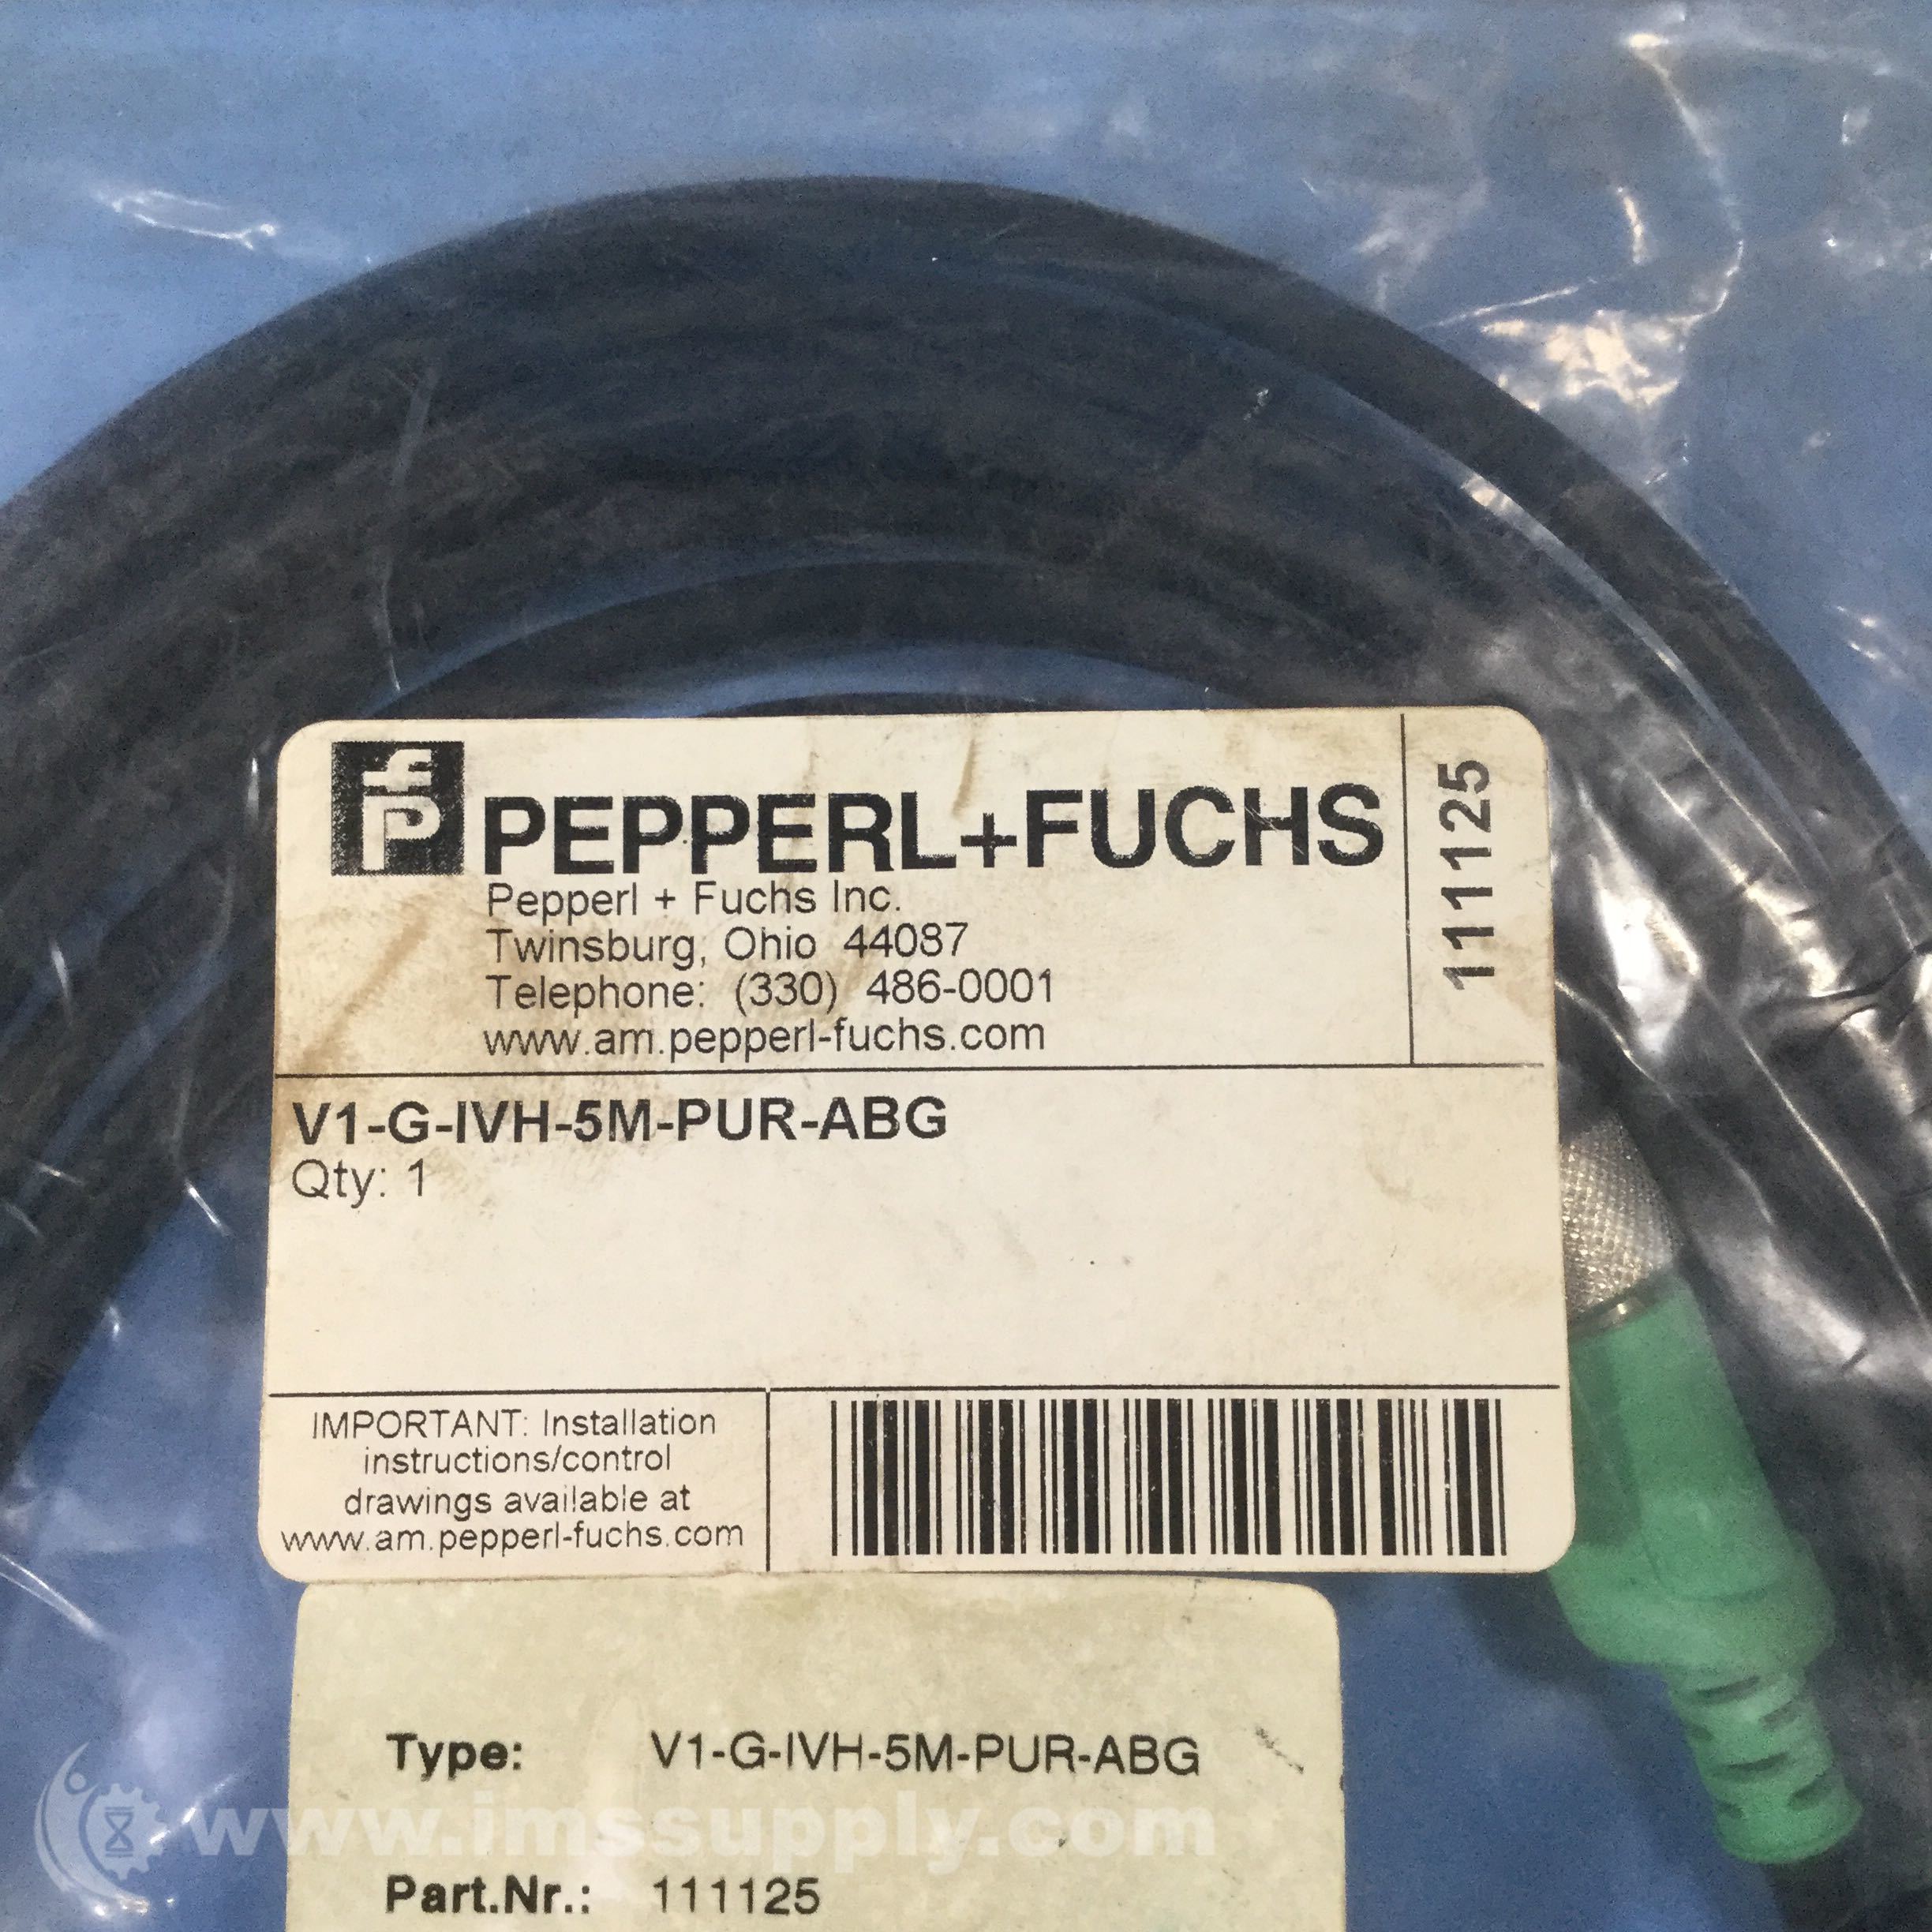 fp PEPPERL+FUCHS
Pepperl + Fuchs Inc.
Twinsburg, Ohio 44087
Telephone: (330) 486-0001
www.am.pepperl-fuchs.com
111125
V1-G-IVH-5M-PUR-ABG
Qty: 1
IMPORTANT: Installation
instructions/control
drawings available at
www.am.pepperl-fuchs.com
Type: V1-G-IVH-5M-PUR-ABG
www.imssupply.com
Part.Nr.: 111125